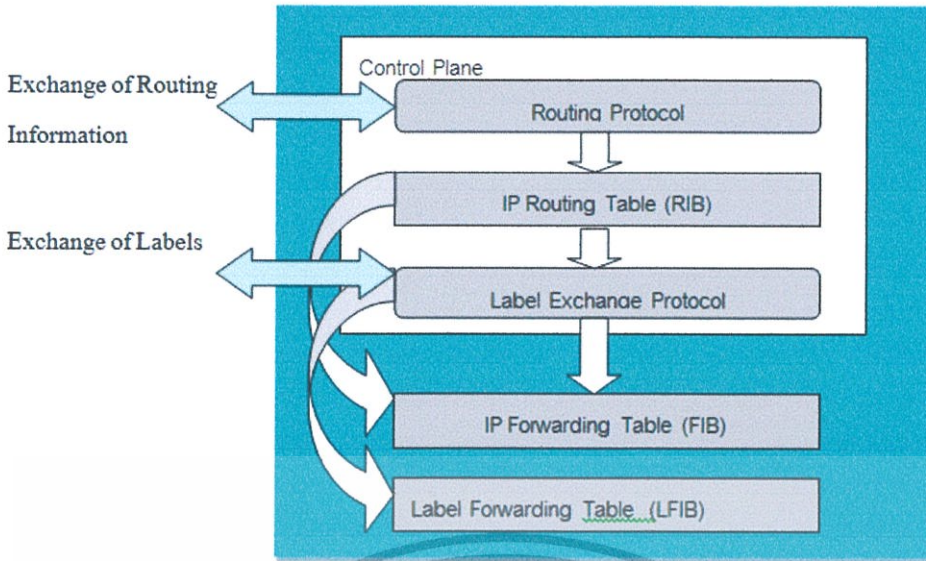 Control Plane
Exchange of Routing
Information
Routing Protocol
IP Routing Table (RIB)
Exchange of Labels
Label Exchange Protocol
IP Forwarding Table (FIB)
Label Forwarding Table (LFIB)